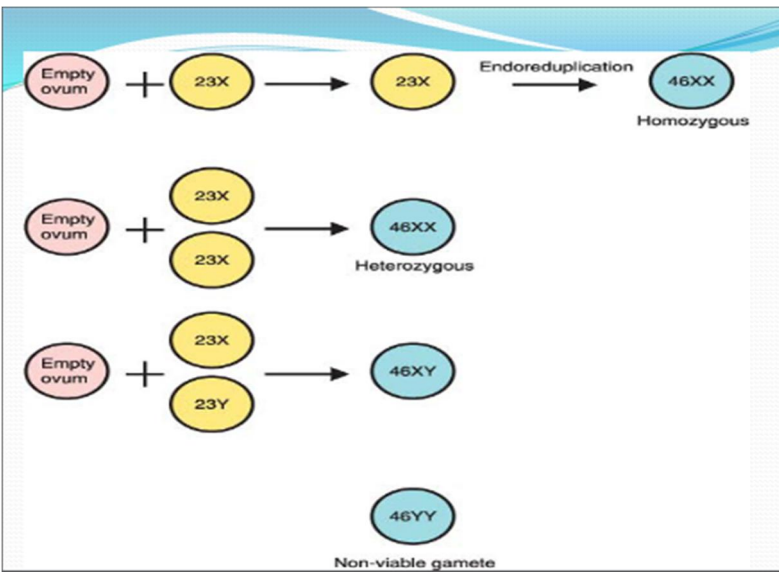 Empty
ovum
+
23X
23X
Endoreduplication
46XX
Homozygous
Empty
ovum
+
23X
23X
46XX
Heterozygous
Empty
ovum
+
23X
23Y
46XY
46YY
Non-viable gamete